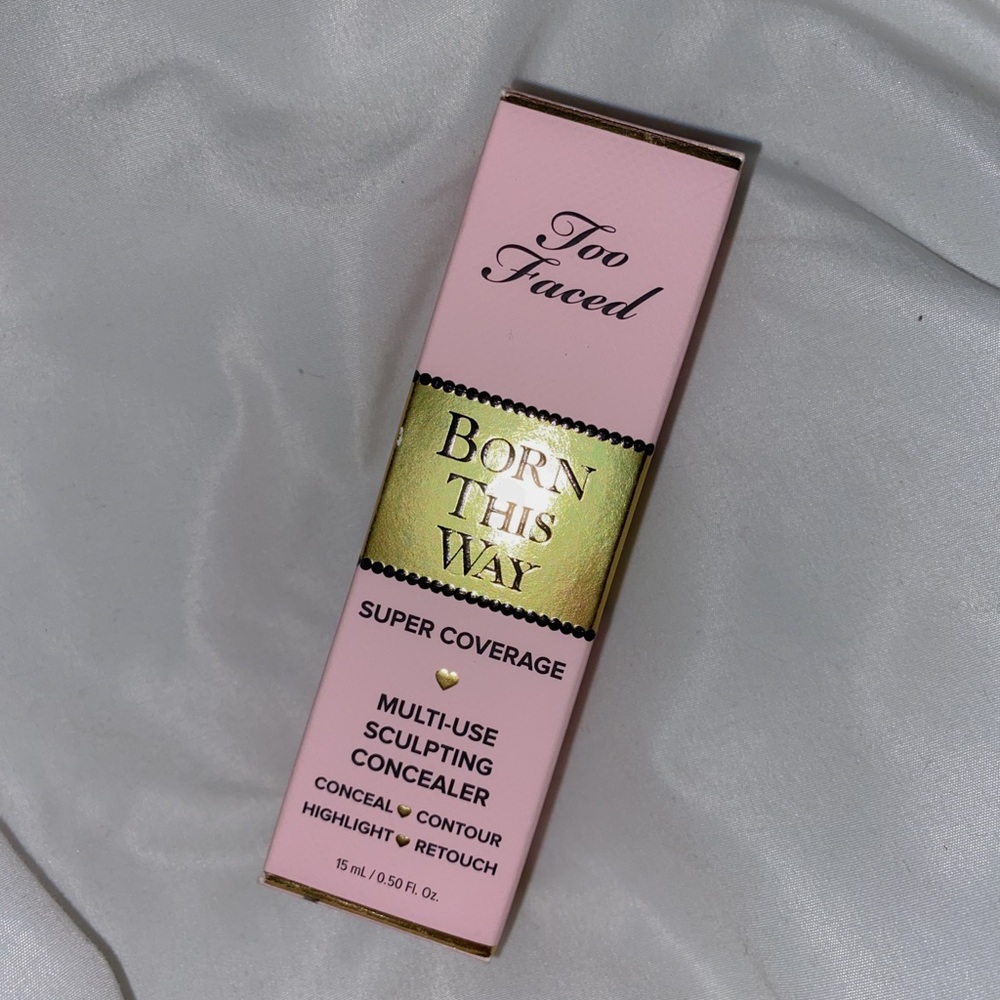 Too
Faced
BORN
THIS
WAY
SUPER COVERAGE
MULTI-USE
SCULPTING
CONCEALER
CONCEAL CONTOUR
HIGHLIGHT RETOUCH
15 mL / 0.50 Fl. Oz.